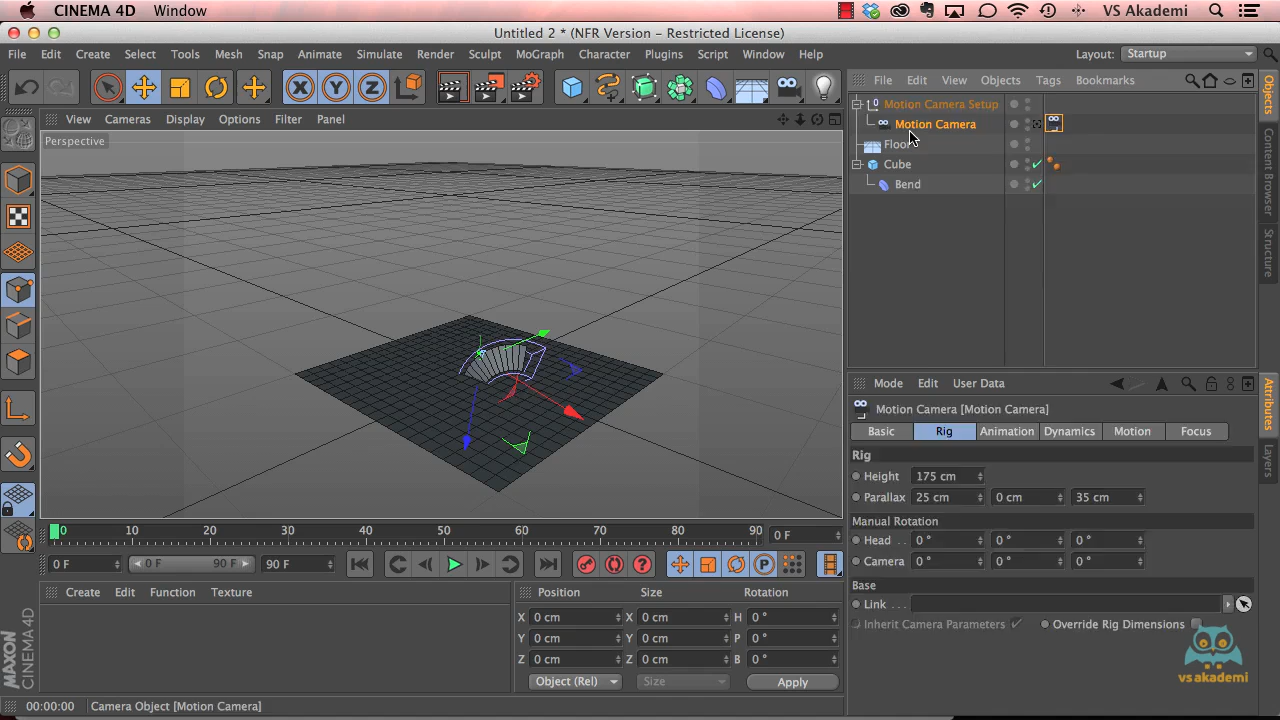 CINEMA 4D Window VS Akademi
Untitled 2 * (NFR Version - Restricted License)
File Edit Create Select Tools Mesh Snap Animate Simulate Render Sculpt MoGraph Character Plugins Script Window Help Layout: Startup
File Edit View Objects Tags Bookmarks
View Cameras Display Options Filter Panel
Perspective
Motion Camera Setup
Motion Camera
Floor
Cube
Bend
Objects
Content Browser
Structure
Mode Edit User Data
Motion Camera [Motion Camera]
Basic Rig Animation Dynamics Motion Focus
Rig
Height 175 cm
Parallax 25 cm 0 cm 35 cm
Manual Rotation
Head . . 0 ° 0 ° 0 °
Camera 0 ° 0 ° 0 °
Base
Link . . .
Inherit Camera Parameters Override Rig Dimensions
Attributes
Layers
vs akademi
0 10 20 30 40 50 60 70 80 90 0 F
0 F 0 F 90 F 90 F
Create Edit Function Texture
Position Size Rotation
X 0 cm X 0 cm H 0 °
Y 0 cm Y 0 cm P 0 °
Z 0 cm Z 0 cm B 0 °
Object (Rel) Size Apply
MAXON
CINEMA 4D
00:00:00 Camera Object [Motion Camera]